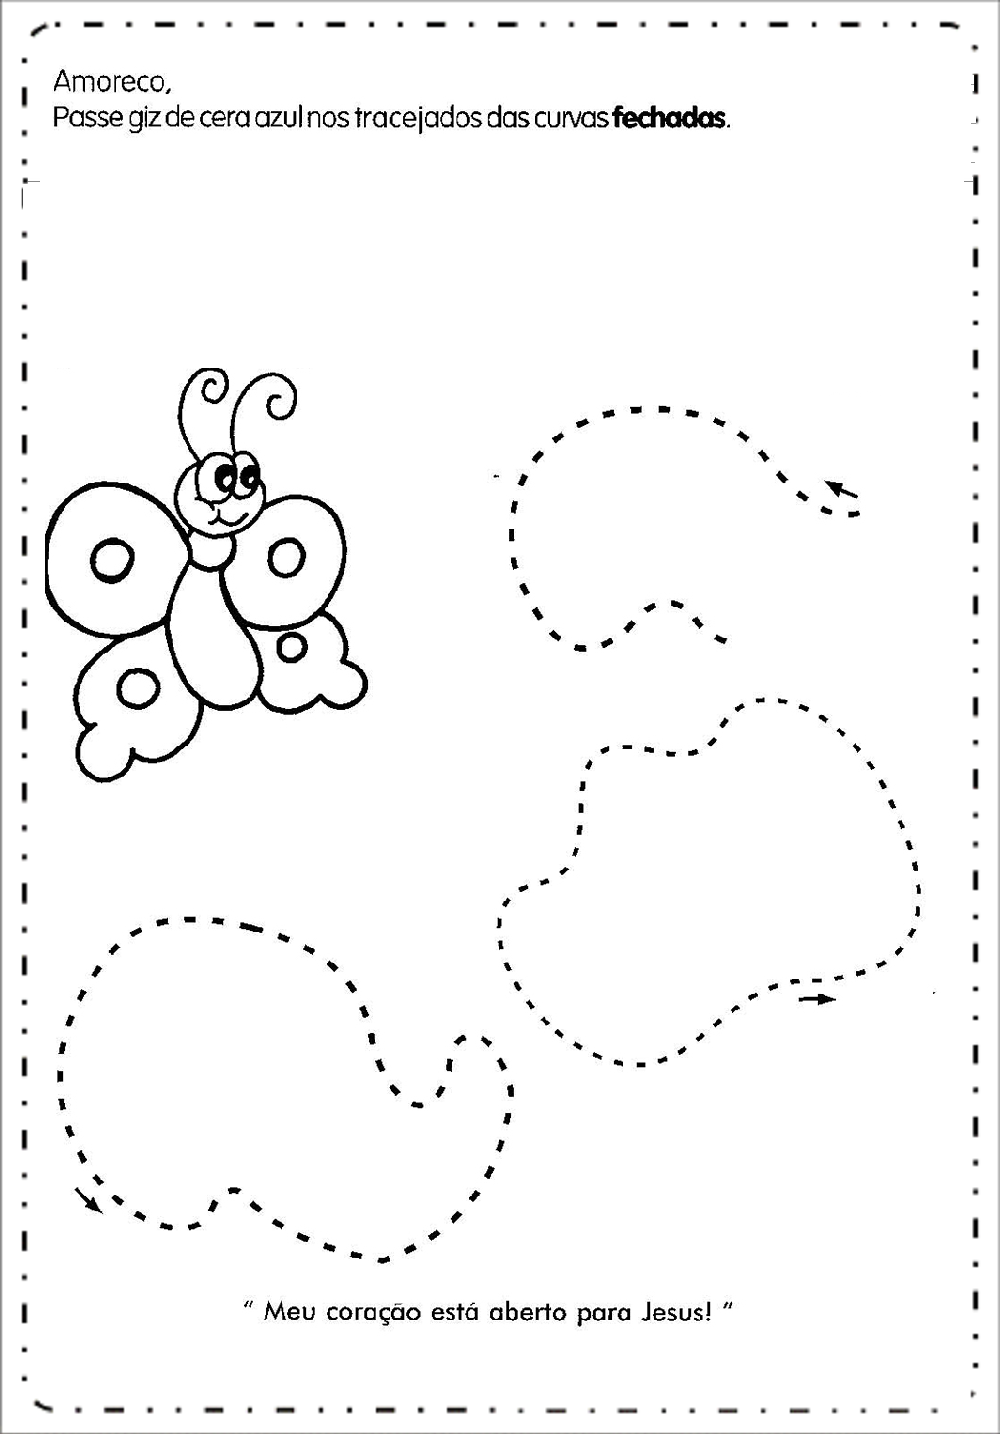 Amoreco,
Passe giz de cera azul nos tracejados das curvas fechadas.
“ Meu coração está aberto para Jesus! ”